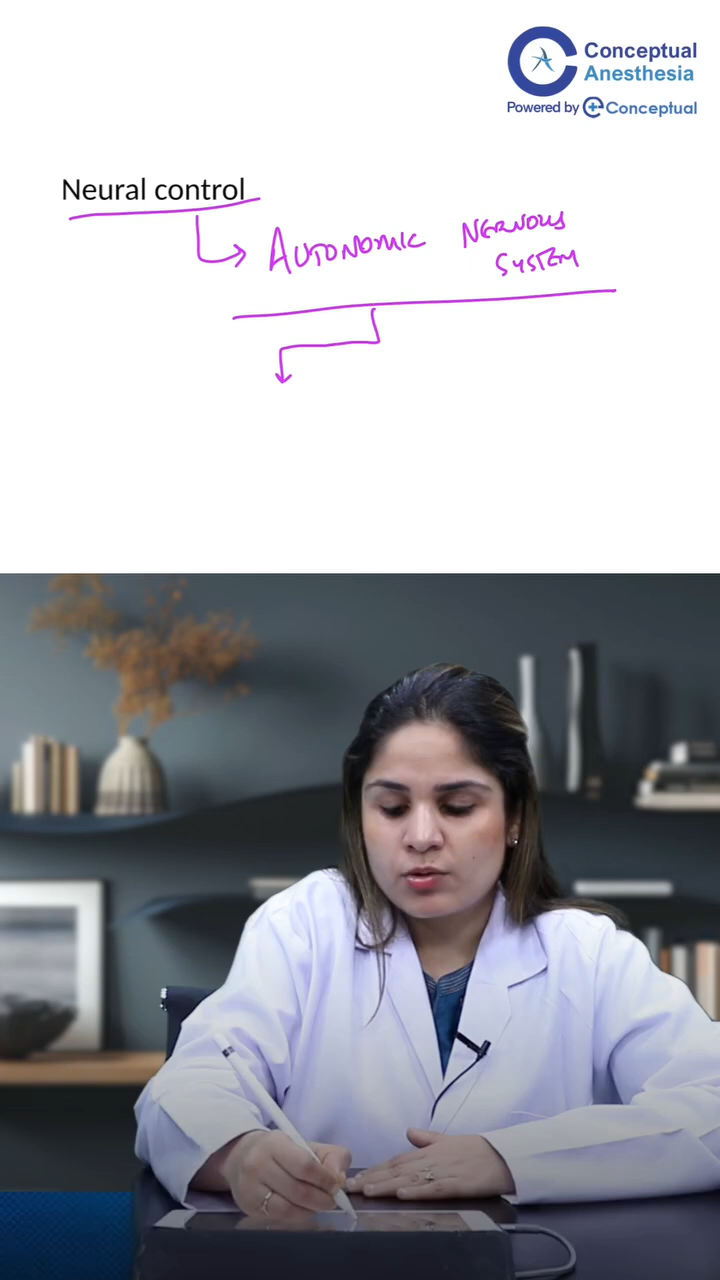 Conceptual
Anesthesia
Powered by Conceptual
Neural control
AUTONOMIC NERVOUS
SYSTEM